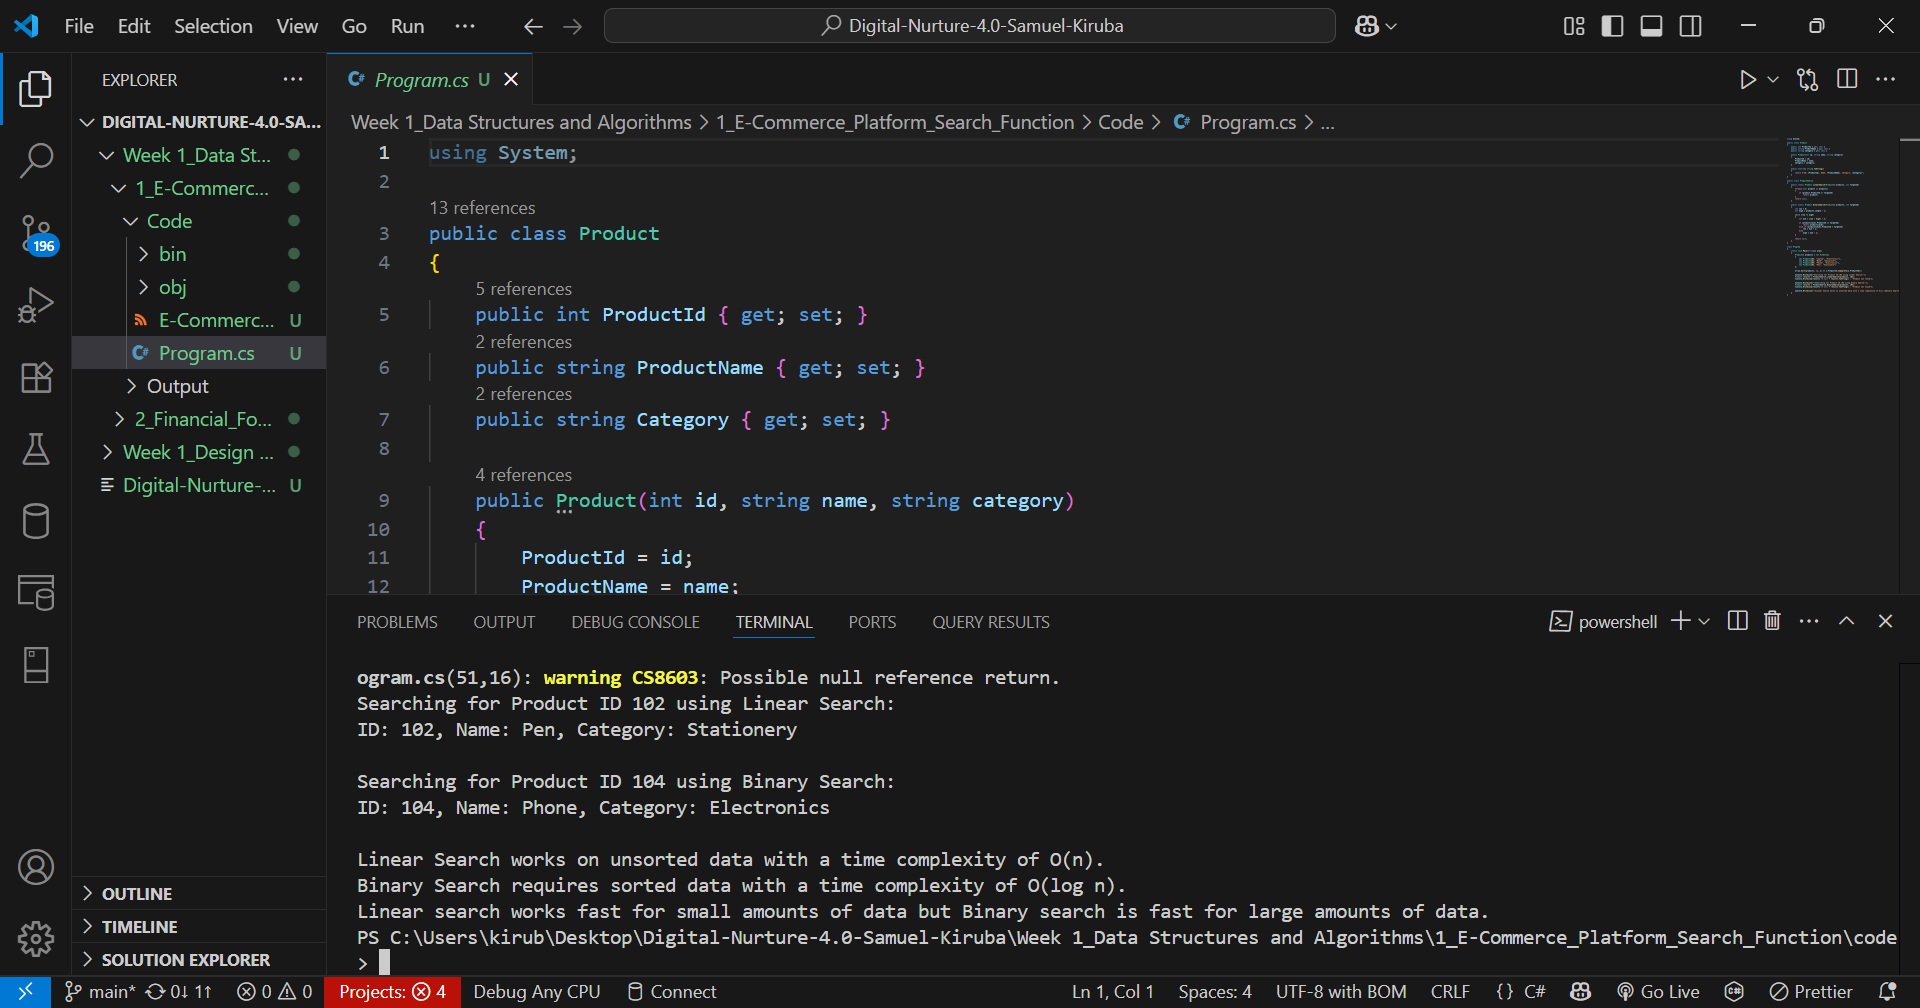 File Edit Selection View Go Run ··· Digital-Nurture-4.0-Samuel-Kiruba
EXPLORER ···
DIGITAL-NURTURE-4.0-SA...
Week 1_Data St...
1_E-Commerc...
Code
bin
obj
E-Commerc... U
Program.cs U
Output
2_Financial_Fo...
Week 1_Design ...
Digital-Nurture-... U
OUTLINE
TIMELINE
SOLUTION EXPLORER
196
Program.cs U
Week 1_Data Structures and Algorithms > 1_E-Commerce_Platform_Search_Function > Code > Program.cs > ...
1 using System;
2
13 references
3 public class Product
4 {
5 references
5 public int ProductId { get; set; }
2 references
6 public string ProductName { get; set; }
2 references
7 public string Category { get; set; }
8
4 references
9 public Product(int id, string name, string category)
10 {
11 ProductId = id;
12 ProductName = name;
PROBLEMS OUTPUT DEBUG CONSOLE TERMINAL PORTS QUERY RESULTS powershell
ogram.cs(51,16): warning CS8603: Possible null reference return.
Searching for Product ID 102 using Linear Search:
ID: 102, Name: Pen, Category: Stationery
Searching for Product ID 104 using Binary Search:
ID: 104, Name: Phone, Category: Electronics
Linear Search works on unsorted data with a time complexity of O(n).
Binary Search requires sorted data with a time complexity of O(log n).
Linear search works fast for small amounts of data but Binary search is fast for large amounts of data.
PS C:\Users\kirub\Desktop\Digital-Nurture-4.0-Samuel-Kiruba\Week 1_Data Structures and Algorithms\1_E-Commerce_Platform_Search_Function\code
>
main* 0↓ 1↑ 0 0 Projects: 4 Debug Any CPU Connect Ln 1, Col 1 Spaces: 4 UTF-8 with BOM CRLF {} C# Go Live Prettier